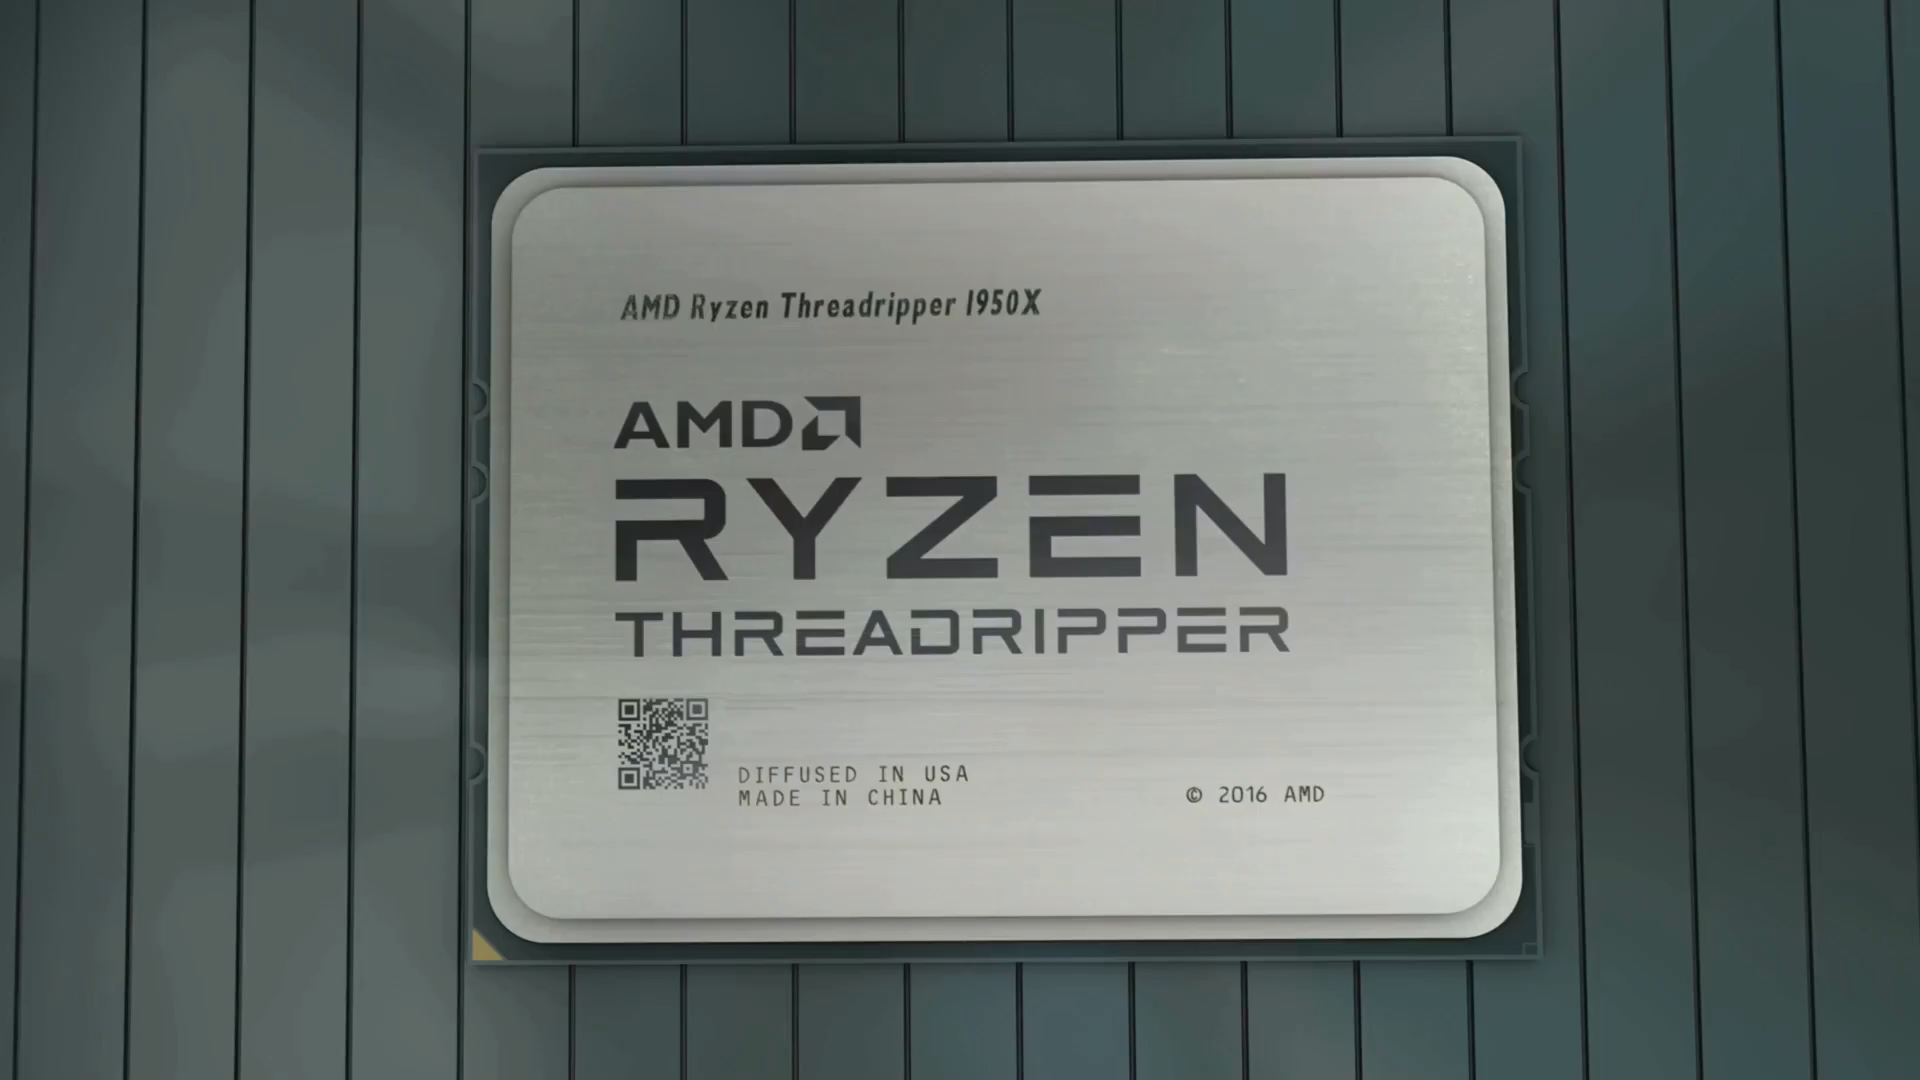 AMD Ryzen Threadripper 1950X
AMD
RYZEN
THREADRIPPER
DIFFUSED IN USA
MADE IN CHINA
© 2016 AMD